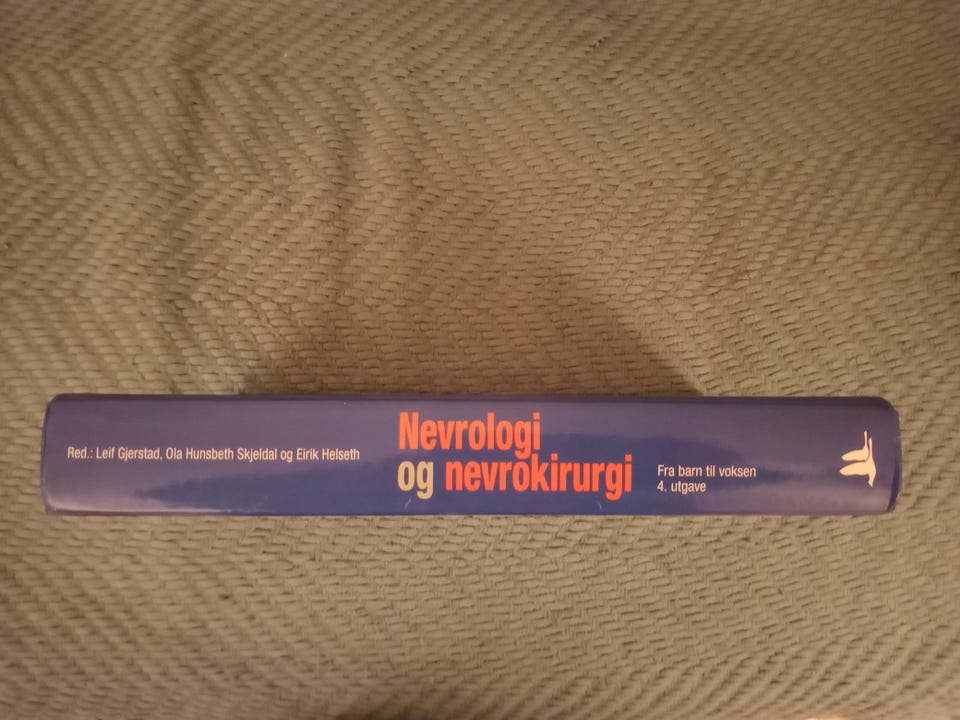 Red.: Leif Gjerstad, Ola Hunsbeth Skjeldal og Eirik Helseth
Nevrologi
og nevrokirurgi
Fra barn til voksen
4. utgave